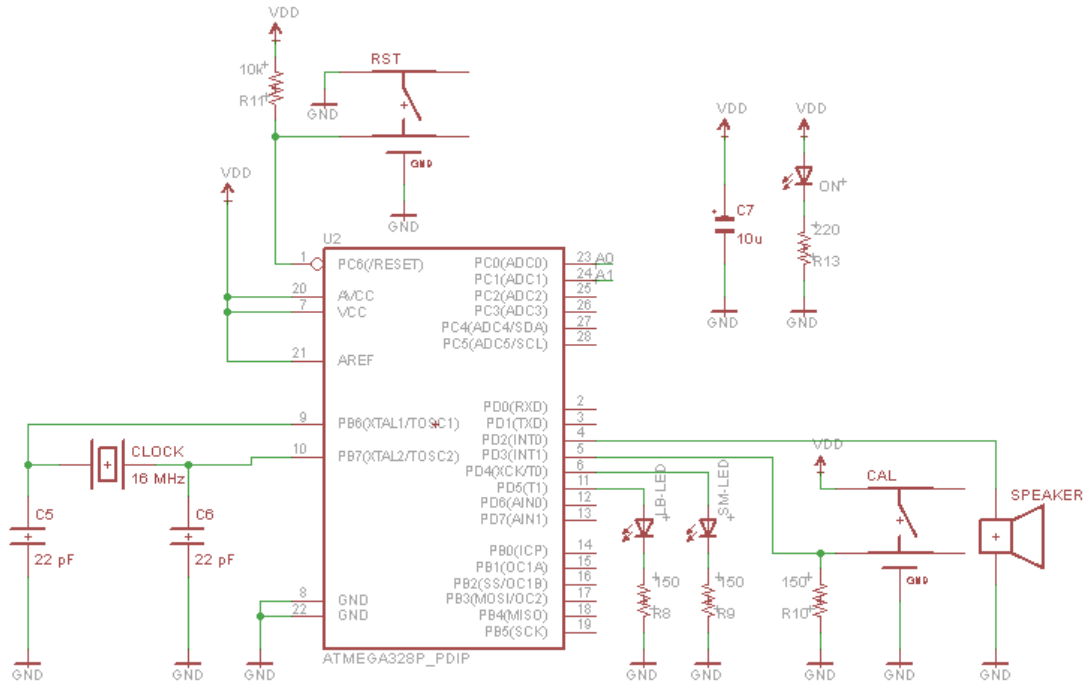 VDD
10k
R11
RST
GND
GND
GND
VDD
VDD
VDD
C7
10u
ON
220
R13
GND
GND
U2
1 PC6(/RESET)
20 AVCC
7 VCC
21 AREF
9 PB6(XTAL1/TOSC1)
10 PB7(XTAL2/TOSC2)
8 GND
22 GND
PC0(ADC0) 23 A0
PC1(ADC1) 24 A1
PC2(ADC2) 25
PC3(ADC3) 26
PC4(ADC4/SDA) 27
PC5(ADC5/SCL) 28
PD0(RXD) 2
PD1(TXD) 3
PD2(INT0) 4
PD3(INT1) 5
PD4(XCK/T0) 6
PD5(T1) 11
PD6(AIN0) 12
PD7(AIN1) 13
PB0(ICP) 14
PB1(OC1A) 15
PB2(SS/OC1B) 16
PB3(MOSI/OC2) 17
PB4(MISO) 18
PB5(SCK) 19
ATMEGA328P_PDIP
CLOCK
16 MHz
C5
22 pF
C6
22 pF
LB-LED
SM-LED
150
R8
150
R9
150
R10
VDD
CAL
GND
SPEAKER
GND
GND
GND
GND
GND
GND
GND
GND